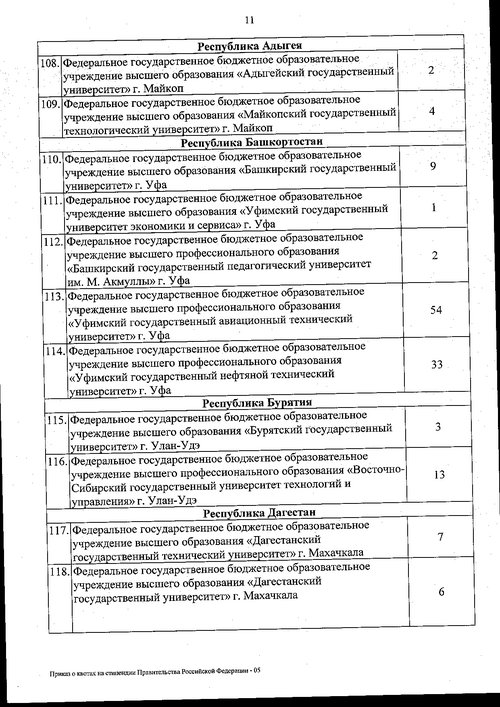 11
Республика Адыгея
108. Федеральное государственное бюджетное образовательное
учреждение высшего образования «Адыгейский государственный
университет» г. Майкоп
2
109. Федеральное государственное бюджетное образовательное
учреждение высшего образования «Майкопский государственный
технологический университет» г. Майкоп
4
Республика Башкортостан
110. Федеральное государственное бюджетное образовательное
учреждение высшего образования «Башкирский государственный
университет» г. Уфа
9
111. Федеральное государственное бюджетное образовательное
учреждение высшего образования «Уфимский государственный
университет экономики и сервиса» г. Уфа
1
112. Федеральное государственное бюджетное образовательное
учреждение высшего профессионального образования
«Башкирский государственный педагогический университет
им. М. Акмуллы» г. Уфа
2
113. Федеральное государственное бюджетное образовательное
учреждение высшего профессионального образования
«Уфимский государственный авиационный технический
университет» г. Уфа
54
114. Федеральное государственное бюджетное образовательное
учреждение высшего профессионального образования
«Уфимский государственный нефтяной технический
университет» г. Уфа
33
Республика Бурятия
115. Федеральное государственное бюджетное образовательное
учреждение высшего образования «Бурятский государственный
университет» г. Улан-Удэ
3
116. Федеральное государственное бюджетное образовательное
учреждение высшего профессионального образования «Восточно-
Сибирский государственный университет технологий и
управления» г. Улан-Удэ
13
Республика Дагестан
117. Федеральное государственное бюджетное образовательное
учреждение высшего образования «Дагестанский
государственный технический университет» г. Махачкала
7
118. Федеральное государственное бюджетное образовательное
учреждение высшего образования «Дагестанский
государственный университет» г. Махачкала
6
Приказ о квотах на стипендии Правительства Российской Федерации - 05